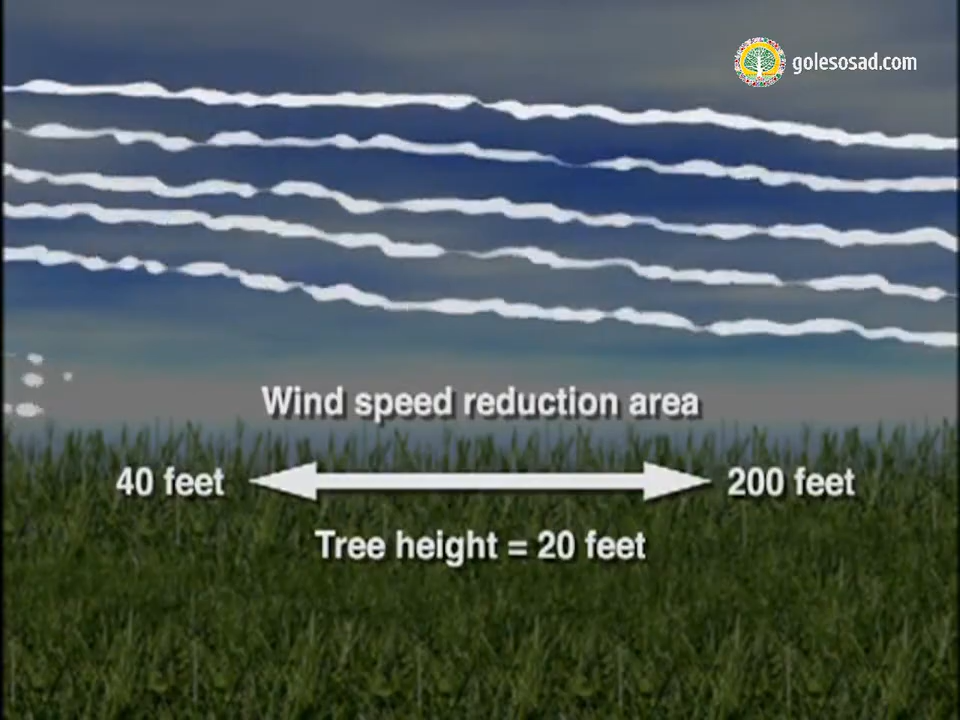 golesosad.com
Wind speed reduction area
40 feet 200 feet
Tree height = 20 feet